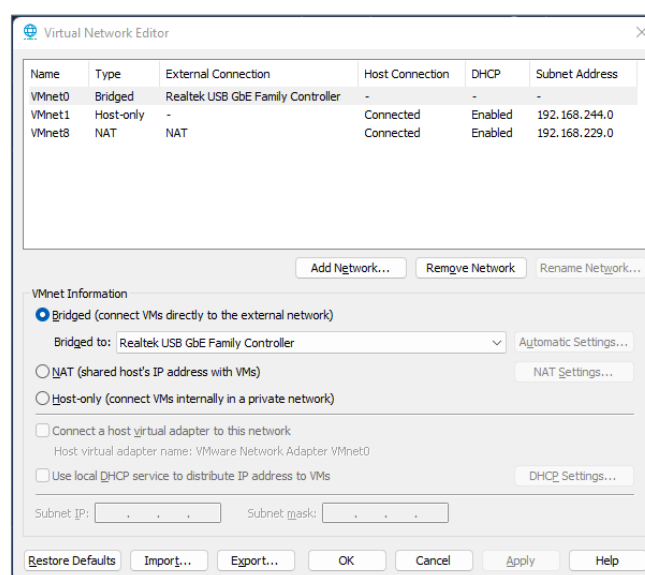 Virtual Network Editor
Name Type External Connection Host Connection DHCP Subnet Address
VMnet0 Bridged Realtek USB GbE Family Controller - - -
VMnet1 Host-only - Connected Enabled 192.168.244.0
VMnet8 NAT NAT Connected Enabled 192.168.229.0
Add Network... Remove Network Rename Network...
VMnet Information
Bridged (connect VMs directly to the external network)
Bridged to: Realtek USB GbE Family Controller Automatic Settings...
NAT (shared host's IP address with VMs) NAT Settings...
Host-only (connect VMs internally in a private network)
Connect a host virtual adapter to this network
Host virtual adapter name: VMware Network Adapter VMnet0
Use local DHCP service to distribute IP address to VMs DHCP Settings...
Subnet IP: . . . Subnet mask: . . .
Restore Defaults Import... Export... OK Cancel Apply Help